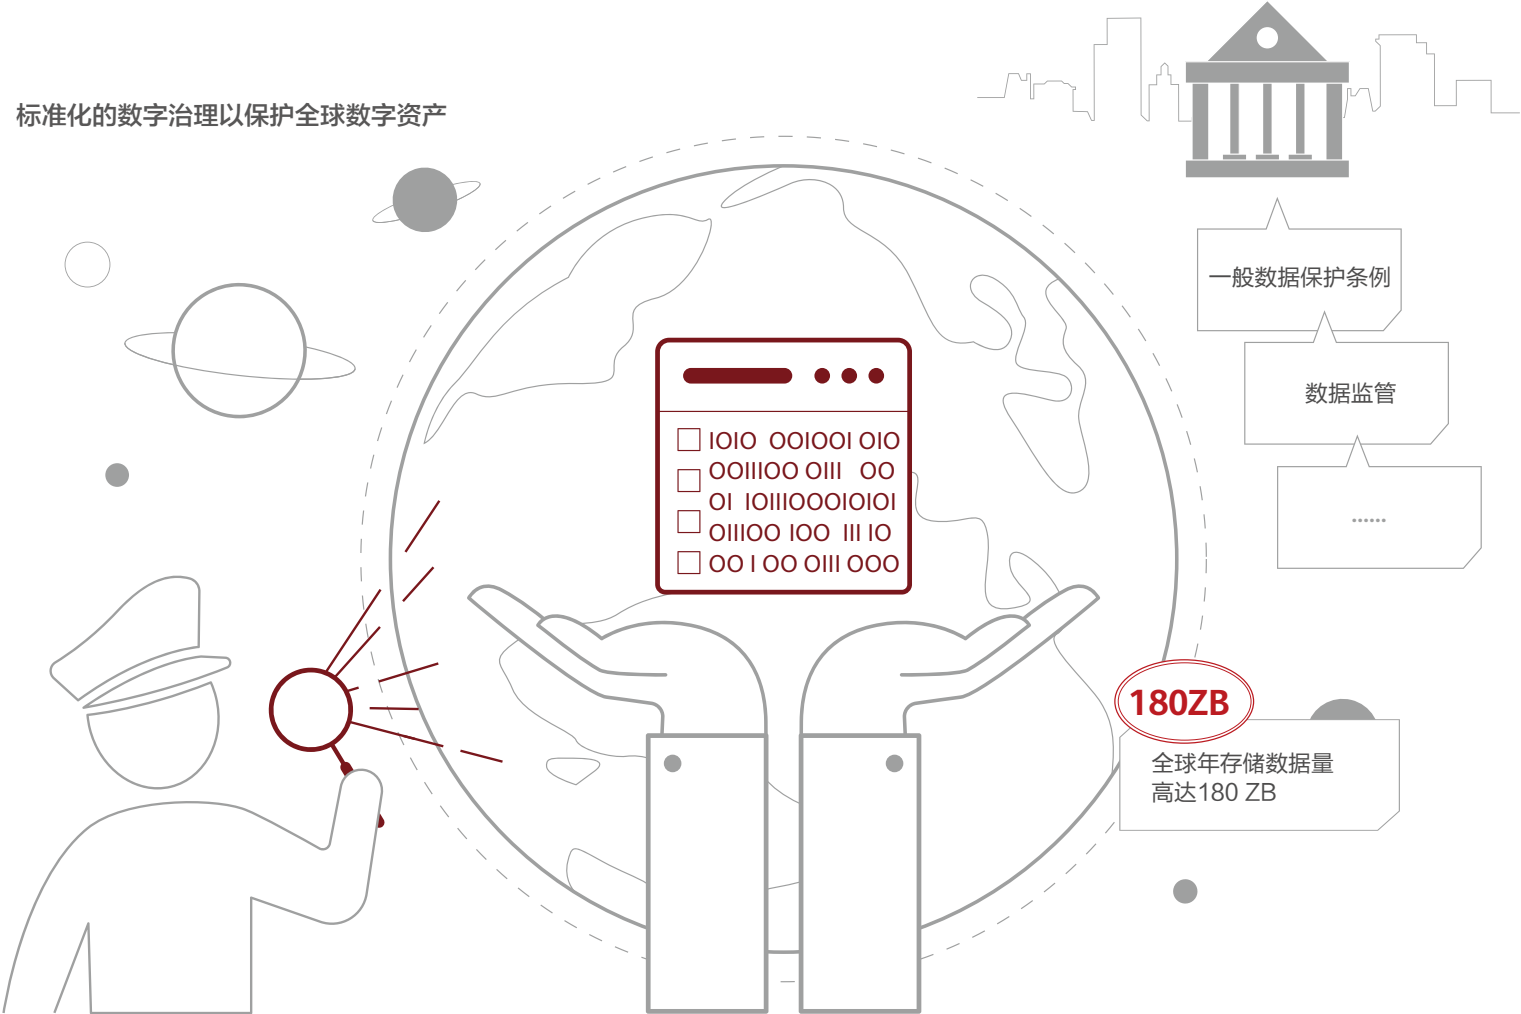 标准化的数字治理以保护全球数字资产
一般数据保护条例
数据监管
......
IOIO OOIOOI OIO
OOIIIOO OIII OO
OI IOIIIOOOIOIOI
OIIIOO IOO III IO
OO I OO OIII OOO
180ZB
全球年存储数据量
高达180 ZB